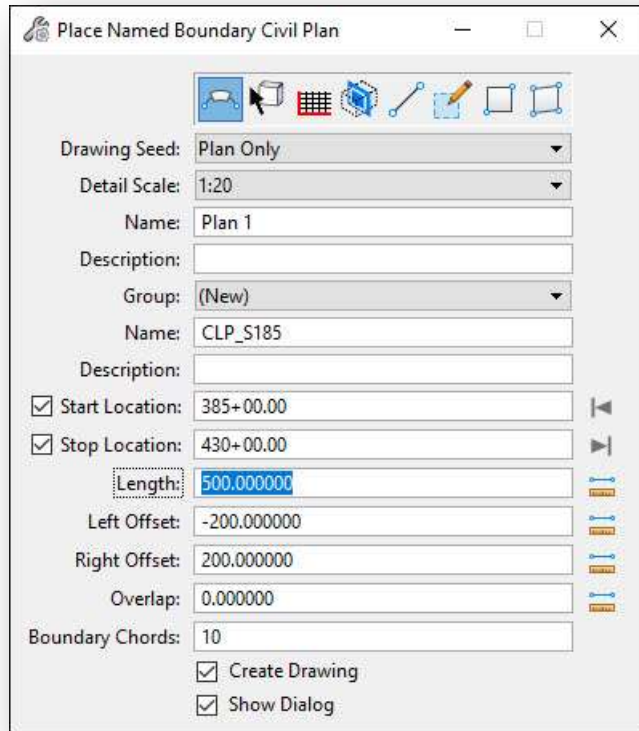 Place Named Boundary Civil Plan
Drawing Seed: Plan Only
Detail Scale: 1:20
Name: Plan 1
Description:
Group: (New)
Name: CLP_S185
Description:
Start Location: 385+00.00
Stop Location: 430+00.00
Length: 500.000000
Left Offset: -200.000000
Right Offset: 200.000000
Overlap: 0.000000
Boundary Chords: 10
Create Drawing
Show Dialog